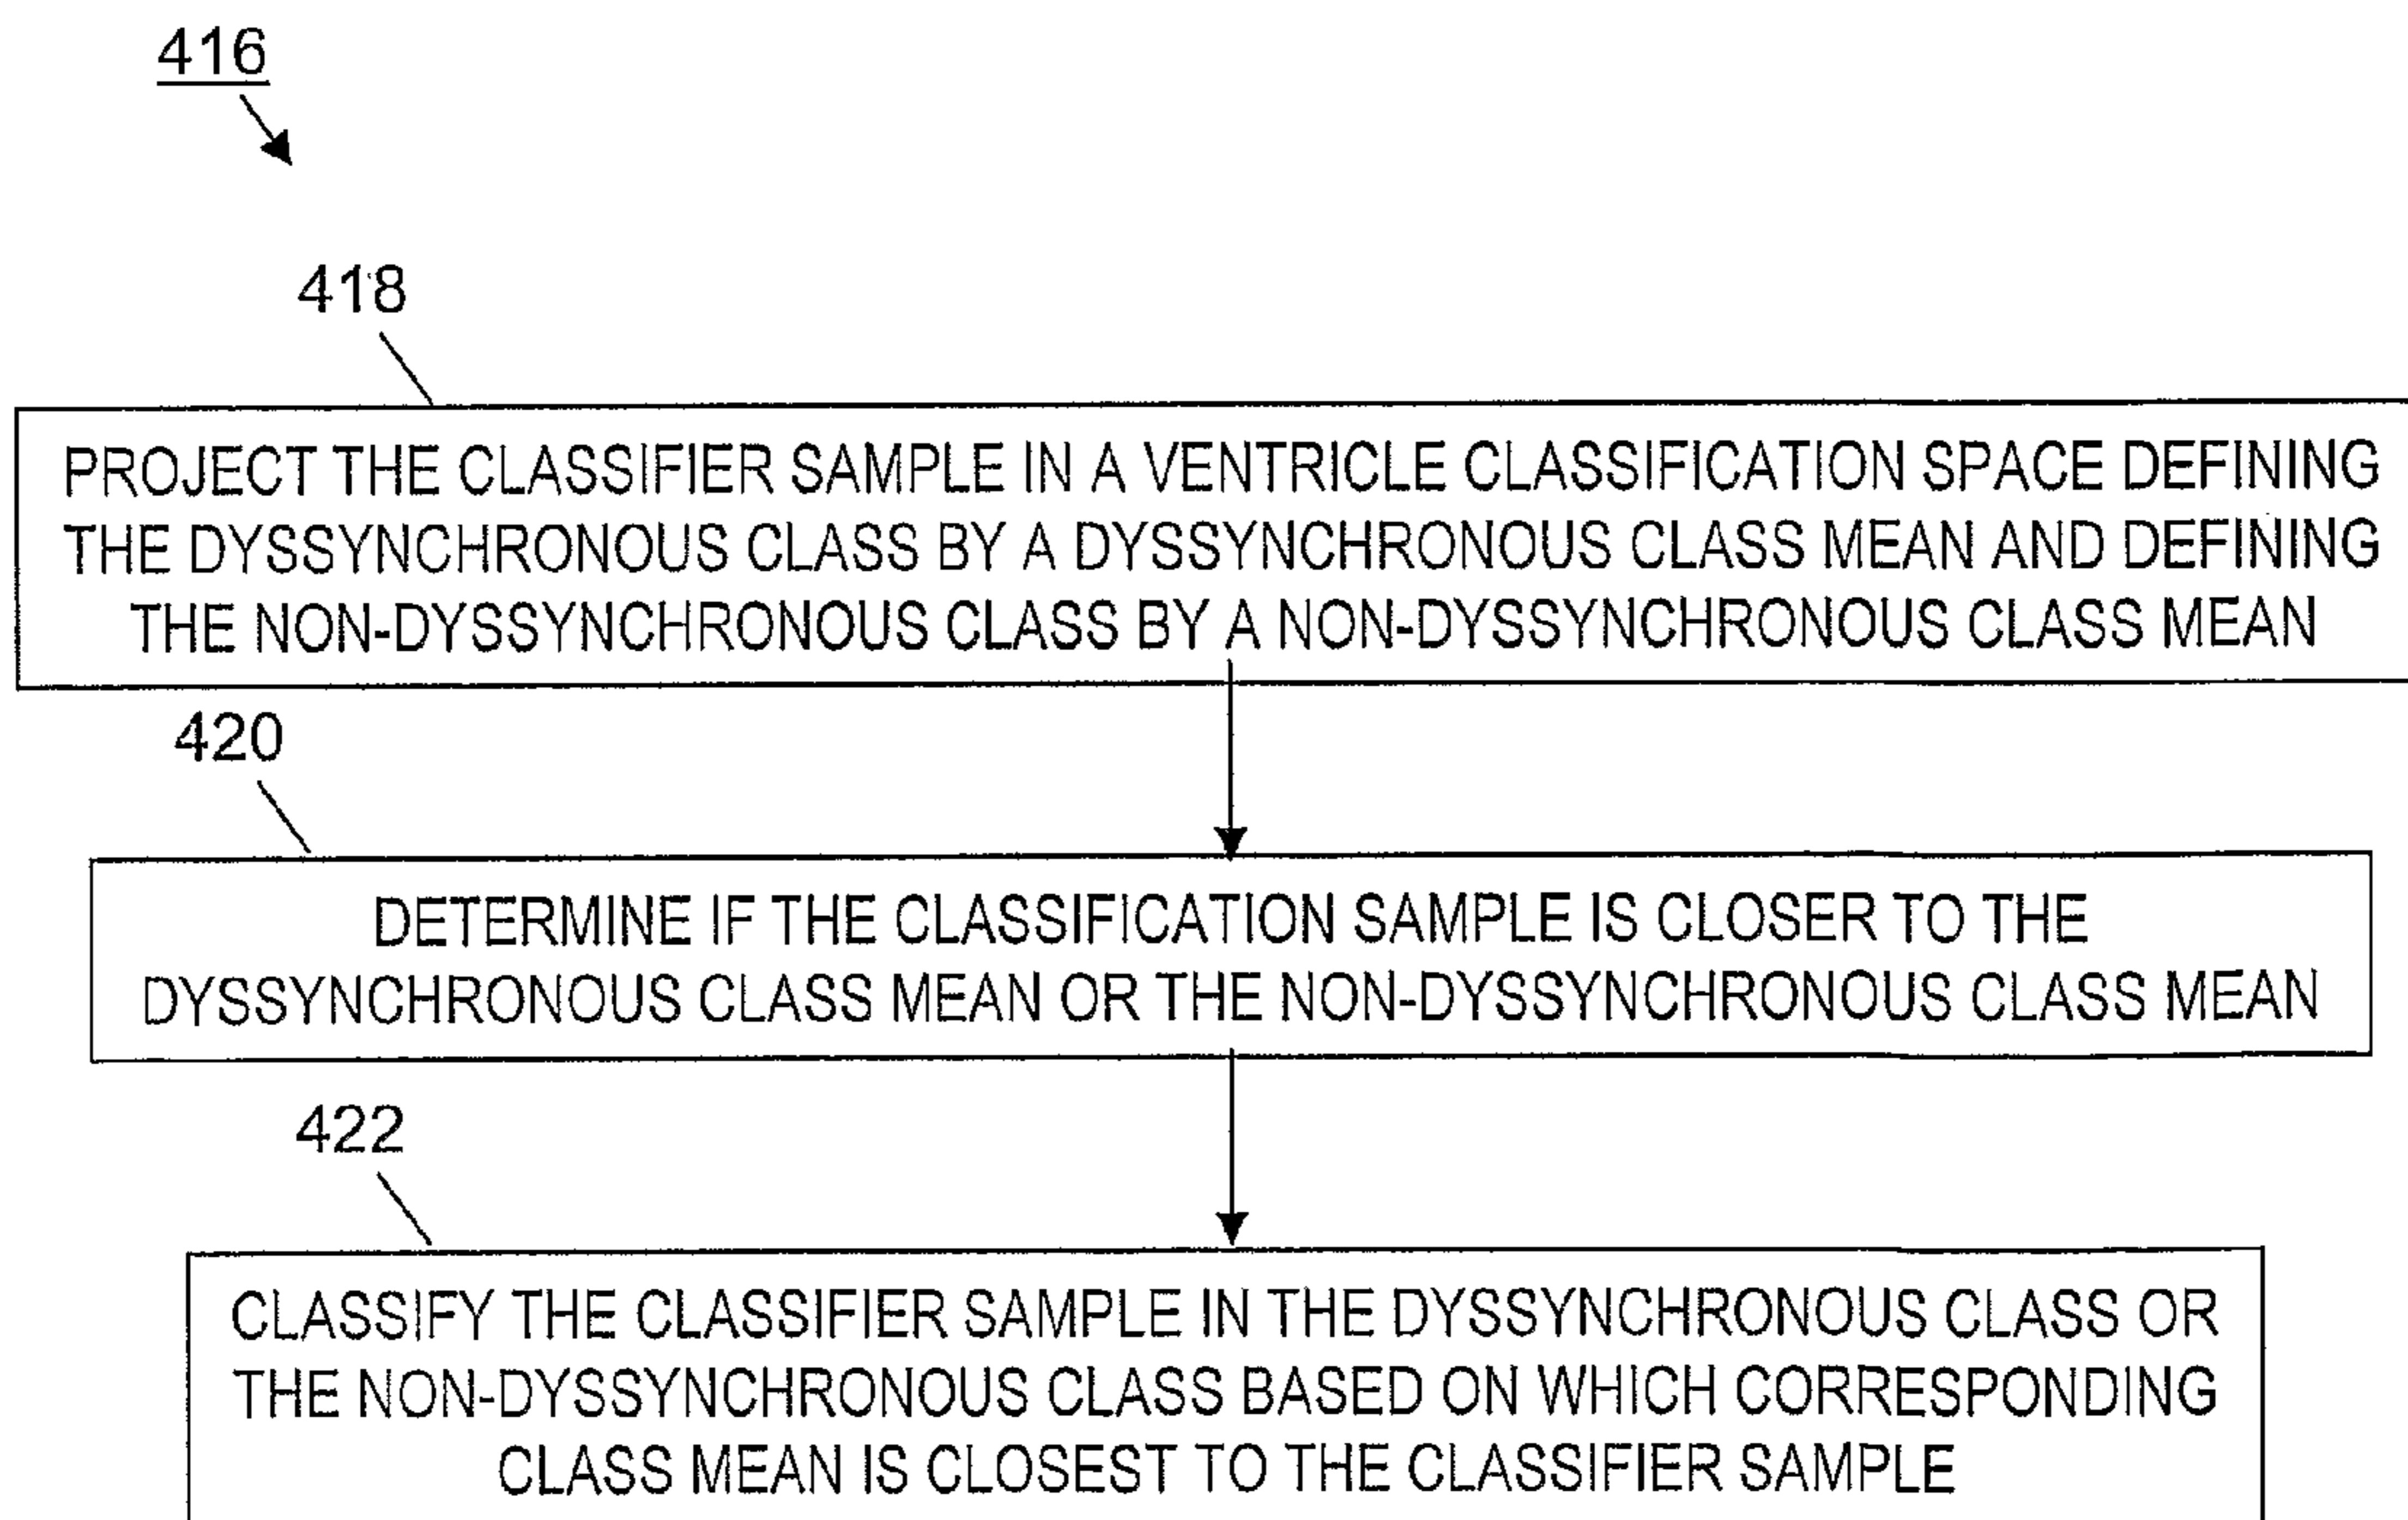 416
418
PROJECT THE CLASSIFIER SAMPLE IN A VENTRICLE CLASSIFICATION SPACE DEFINING
THE DYSSYNCHRONOUS CLASS BY A DYSSYNCHRONOUS CLASS MEAN AND DEFINING
THE NON-DYSSYNCHRONOUS CLASS BY A NON-DYSSYNCHRONOUS CLASS MEAN
420
DETERMINE IF THE CLASSIFICATION SAMPLE IS CLOSER TO THE
DYSSYNCHRONOUS CLASS MEAN OR THE NON-DYSSYNCHRONOUS CLASS MEAN
422
CLASSIFY THE CLASSIFIER SAMPLE IN THE DYSSYNCHRONOUS CLASS OR
THE NON-DYSSYNCHRONOUS CLASS BASED ON WHICH CORRESPONDING
CLASS MEAN IS CLOSEST TO THE CLASSIFIER SAMPLE